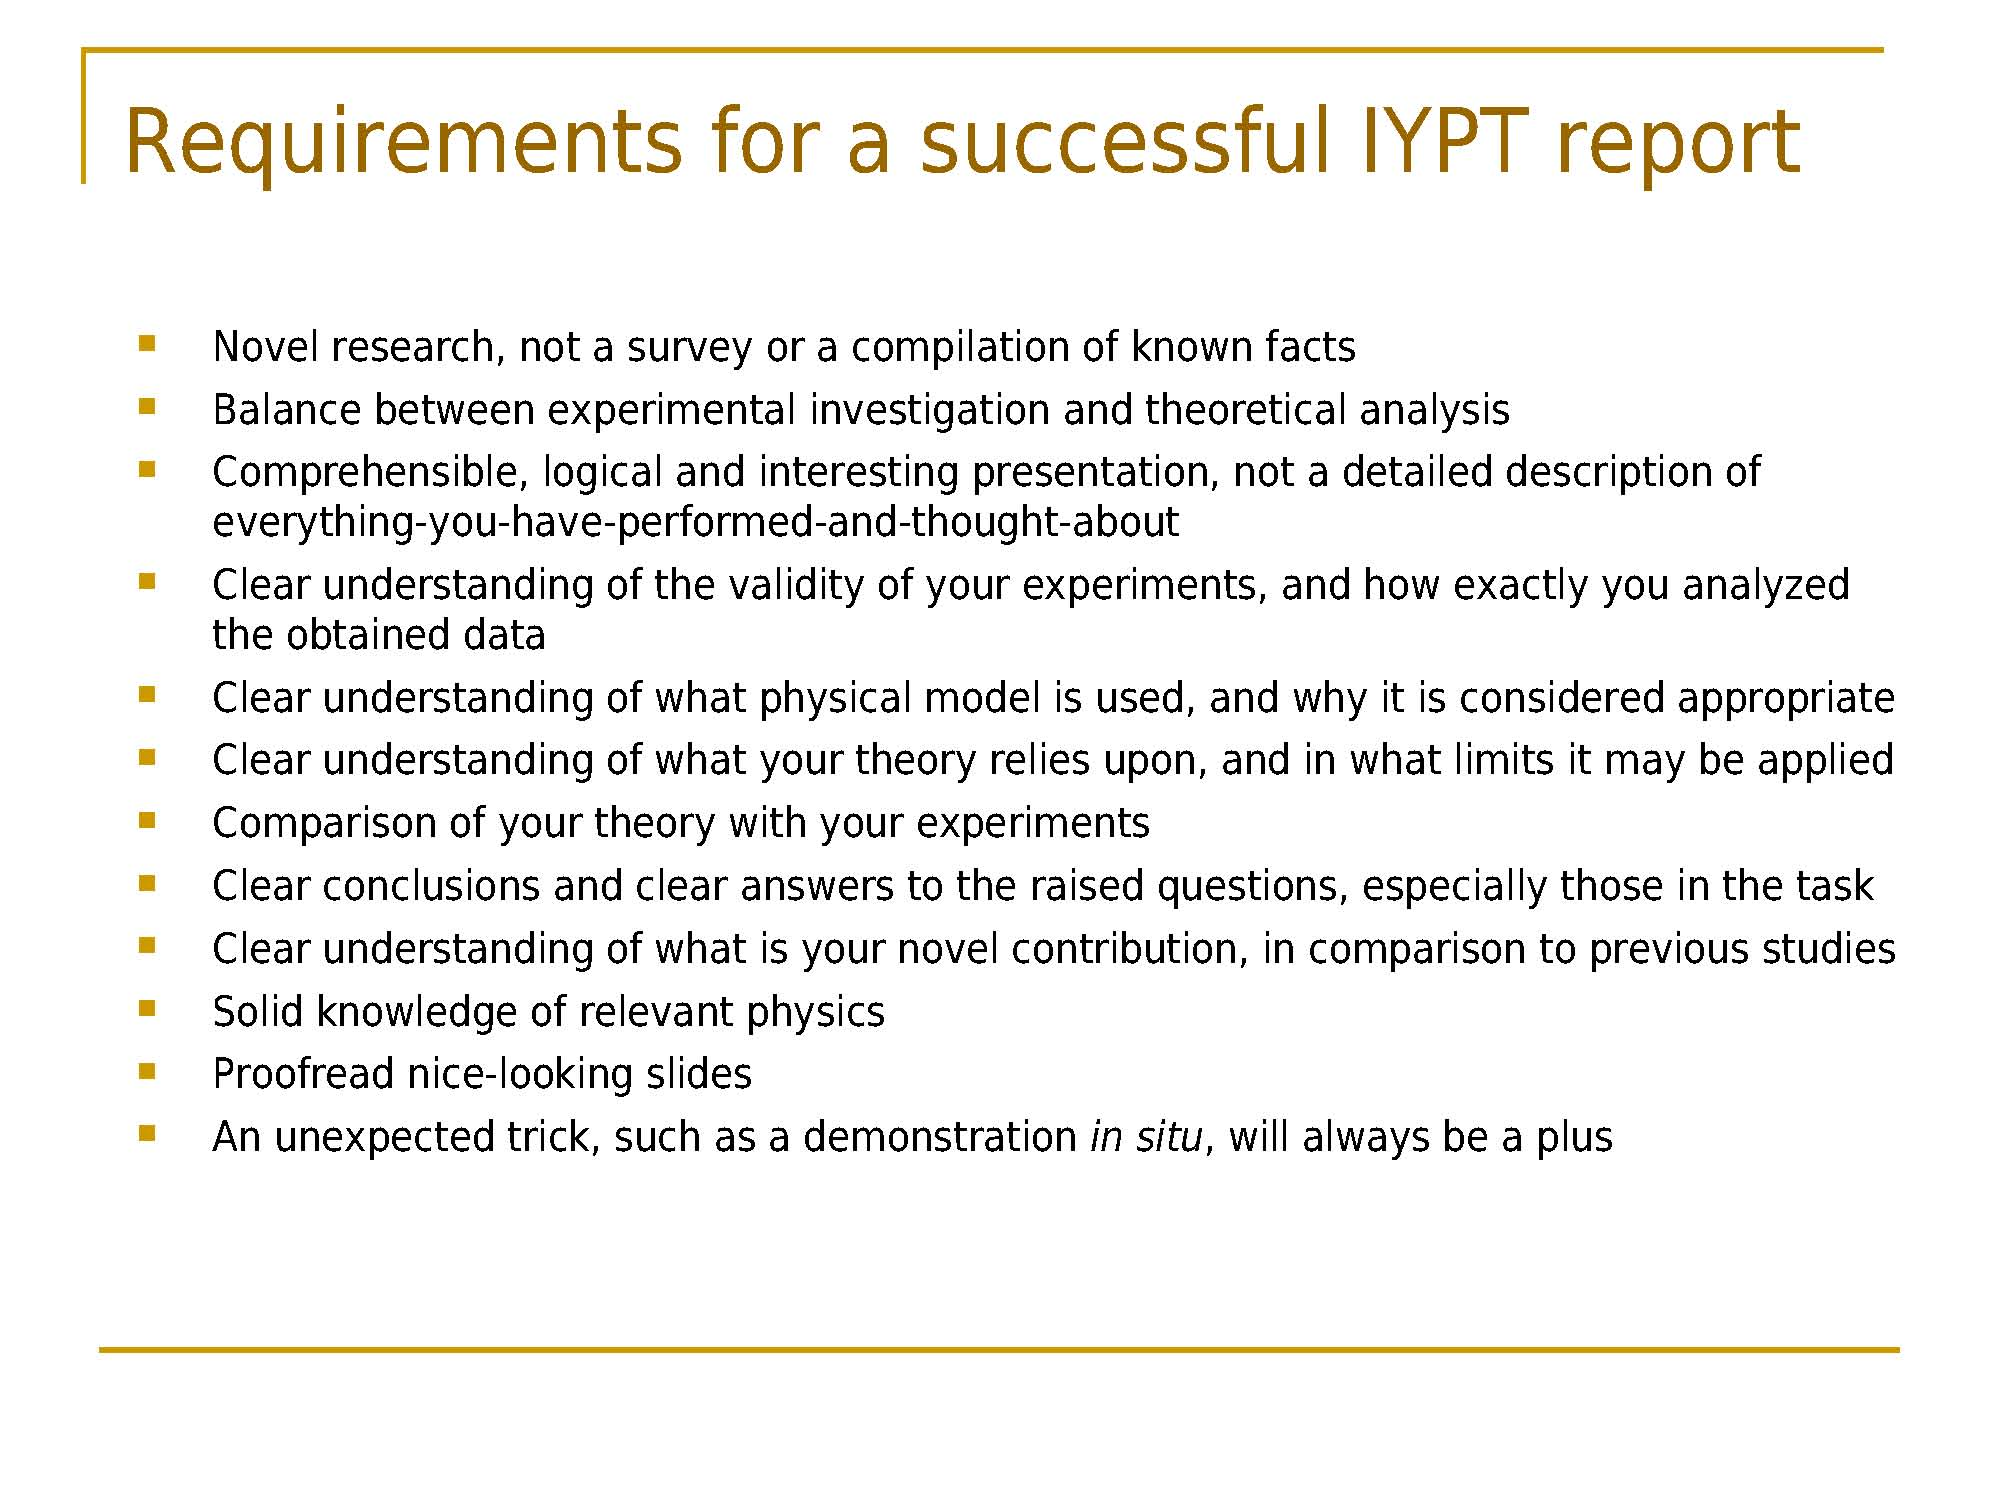 Requirements for a successful IYPT report
Novel research, not a survey or a compilation of known facts
Balance between experimental investigation and theoretical analysis
Comprehensible, logical and interesting presentation, not a detailed description of
everything-you-have-performed-and-thought-about
Clear understanding of the validity of your experiments, and how exactly you analyzed
the obtained data
Clear understanding of what physical model is used, and why it is considered appropriate
Clear understanding of what your theory relies upon, and in what limits it may be applied
Comparison of your theory with your experiments
Clear conclusions and clear answers to the raised questions, especially those in the task
Clear understanding of what is your novel contribution, in comparison to previous studies
Solid knowledge of relevant physics
Proofread nice-looking slides
An unexpected trick, such as a demonstration in situ, will always be a plus